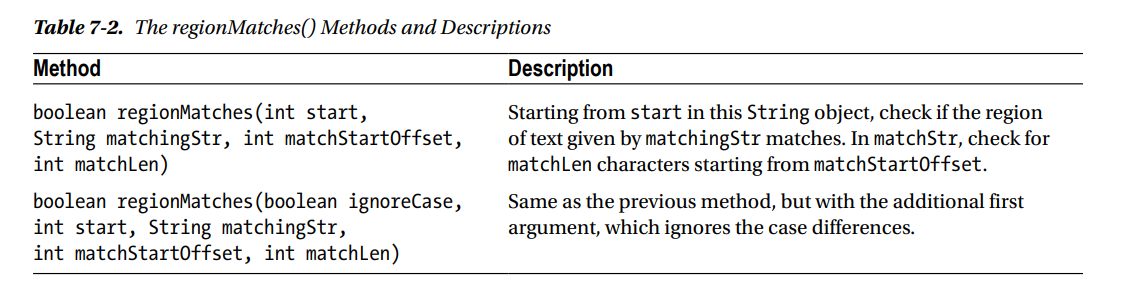 Table 7-2. The regionMatches() Methods and Descriptions
Method Description
boolean regionMatches(int start,
String matchingStr, int matchStartOffset,
int matchLen)
Starting from start in this String object, check if the region
of text given by matchingStr matches. In matchStr, check for
matchLen characters starting from matchStartOffset.
boolean regionMatches(boolean ignoreCase,
int start, String matchingStr,
int matchStartOffset, int matchLen)
Same as the previous method, but with the additional first
argument, which ignores the case differences.